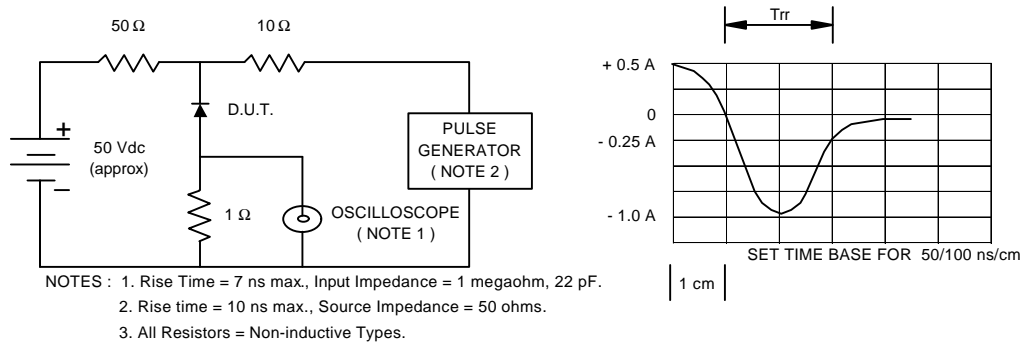 50 Ω
10 Ω
D.U.T.
+
50 Vdc
(approx)
−
1 Ω
OSCILLOSCOPE
( NOTE 1 )
PULSE
GENERATOR
( NOTE 2 )
Trr
+ 0.5 A
0
- 0.25 A
- 1.0 A
SET TIME BASE FOR 50/100 ns/cm
1 cm
NOTES : 1. Rise Time = 7 ns max., Input Impedance = 1 megaohm, 22 pF.
2. Rise time = 10 ns max., Source Impedance = 50 ohms.
3. All Resistors = Non-inductive Types.